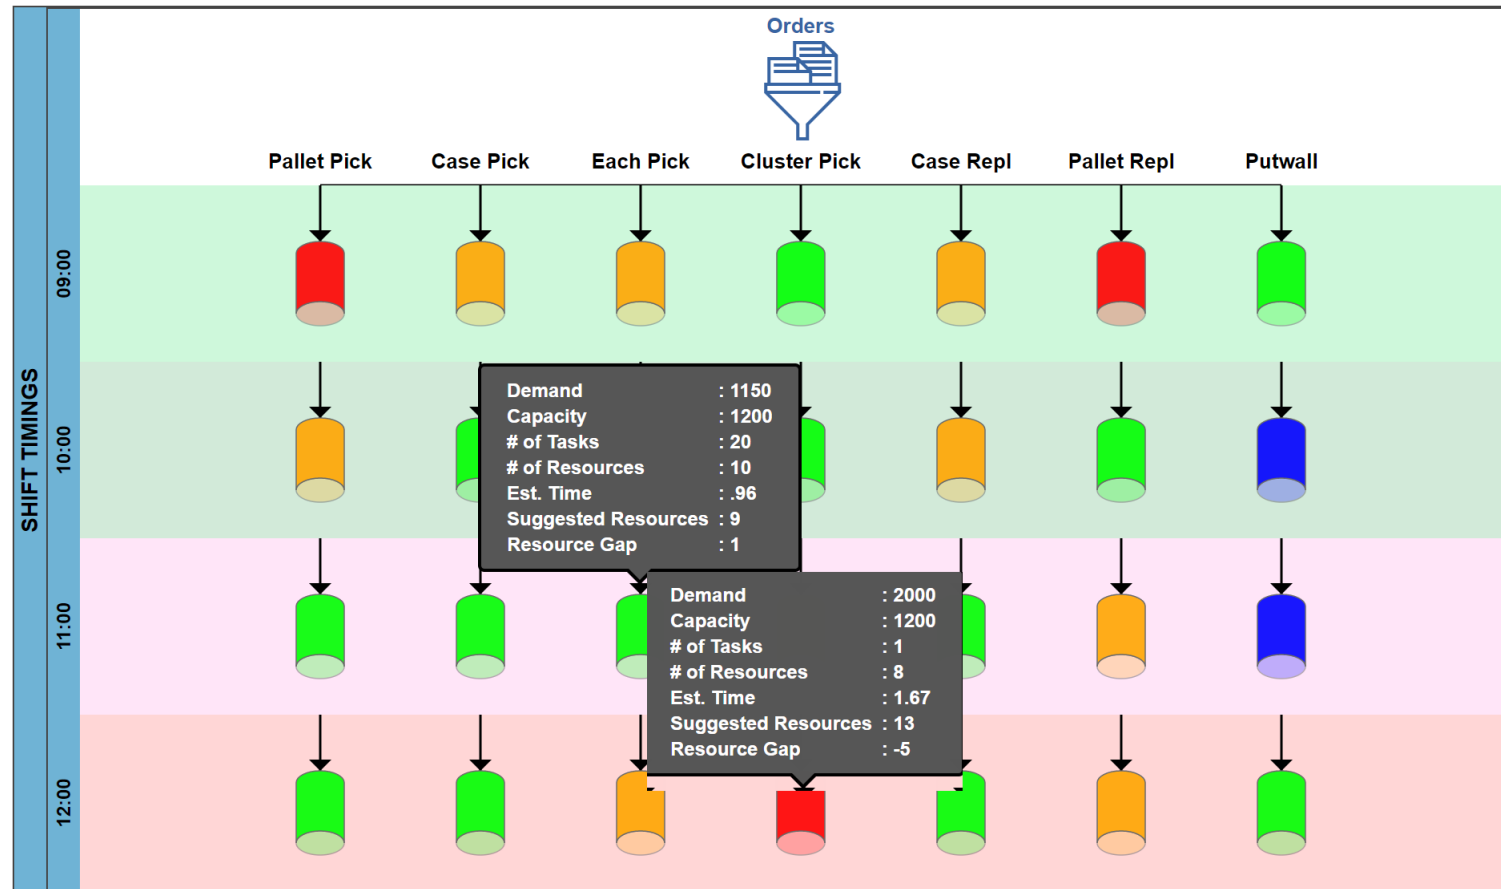 Orders
Pallet Pick Case Pick Each Pick Cluster Pick Case Repl Pallet Repl Putwall
SHIFT TIMINGS
09:00
10:00
Demand : 1150
Capacity : 1200
# of Tasks : 20
# of Resources : 10
Est. Time : .96
Suggested Resources : 9
Resource Gap : 1
11:00
Demand : 2000
Capacity : 1200
# of Tasks : 1
# of Resources : 8
Est. Time : 1.67
Suggested Resources : 13
Resource Gap : -5
12:00